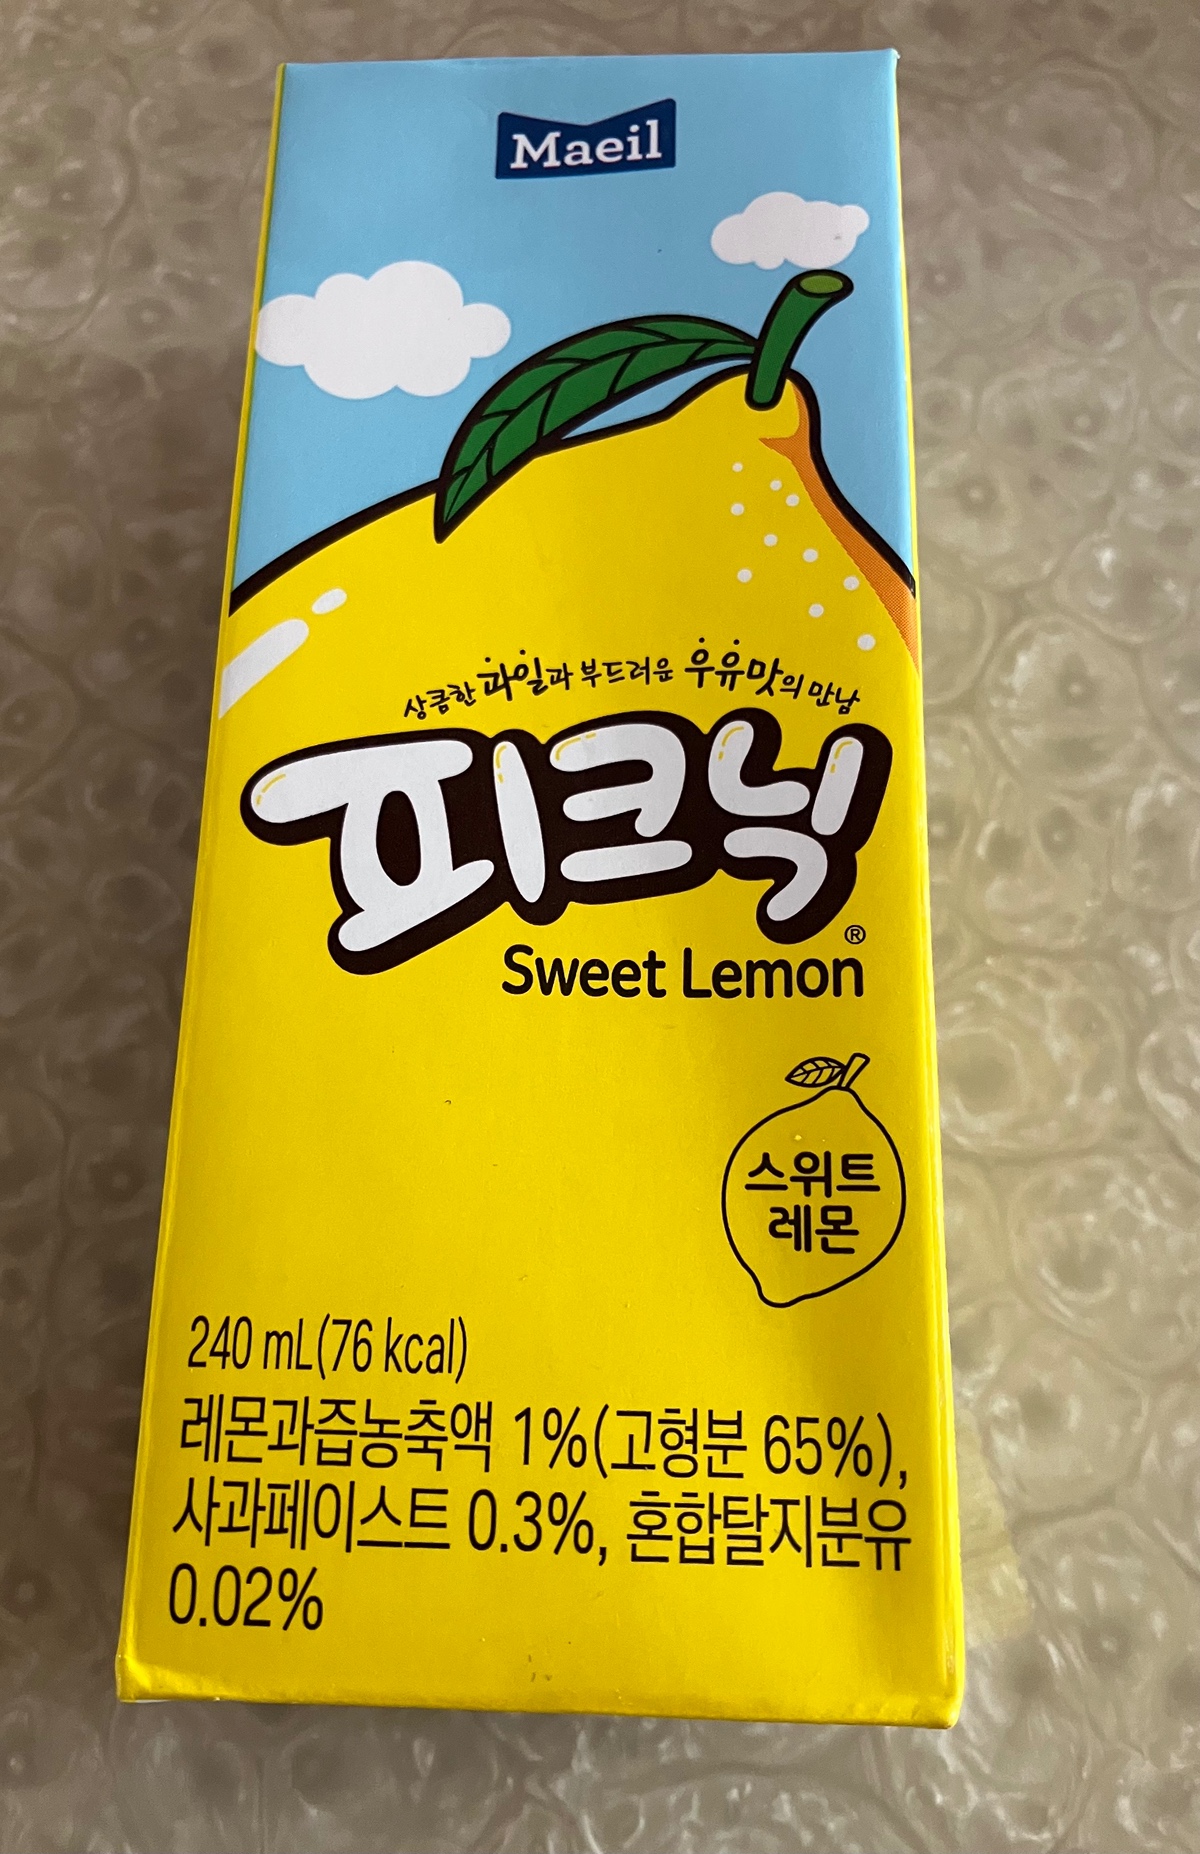 Maeil
상큼한 과일과 부드러운 우유맛의 만남
피크닉
®
Sweet Lemon
스위트
레몬
240 mL(76 kcal)
레몬과즙농축액 1%(고형분 65%),
사과페이스트 0.3%, 혼합탈지분유
0.02%